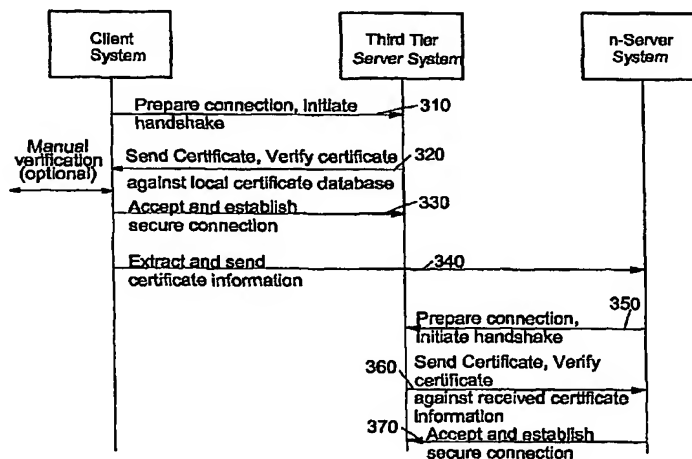 Client
System
Third Tier
Server System
n-Server
System
Prepare connection, Initiate
handshake
310
Manual
verification
(optional)
Send Certificate, Verify certificate
against local certificate database
320
Accept and establish
secure connection
330
Extract and send
certificate information
340
350
Prepare connection,
Initiate handshake
360
Send Certificate, Verify
certificate
against received certificate
Information
370
Accept and establish
secure connection